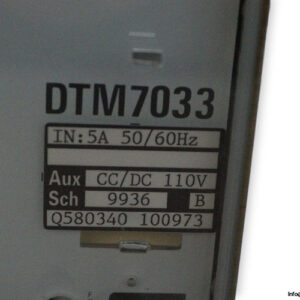 DTM7033
IN: 5A 50/60Hz
Aux CC/DC 110V
Sch 9936 B
Q580340 100973